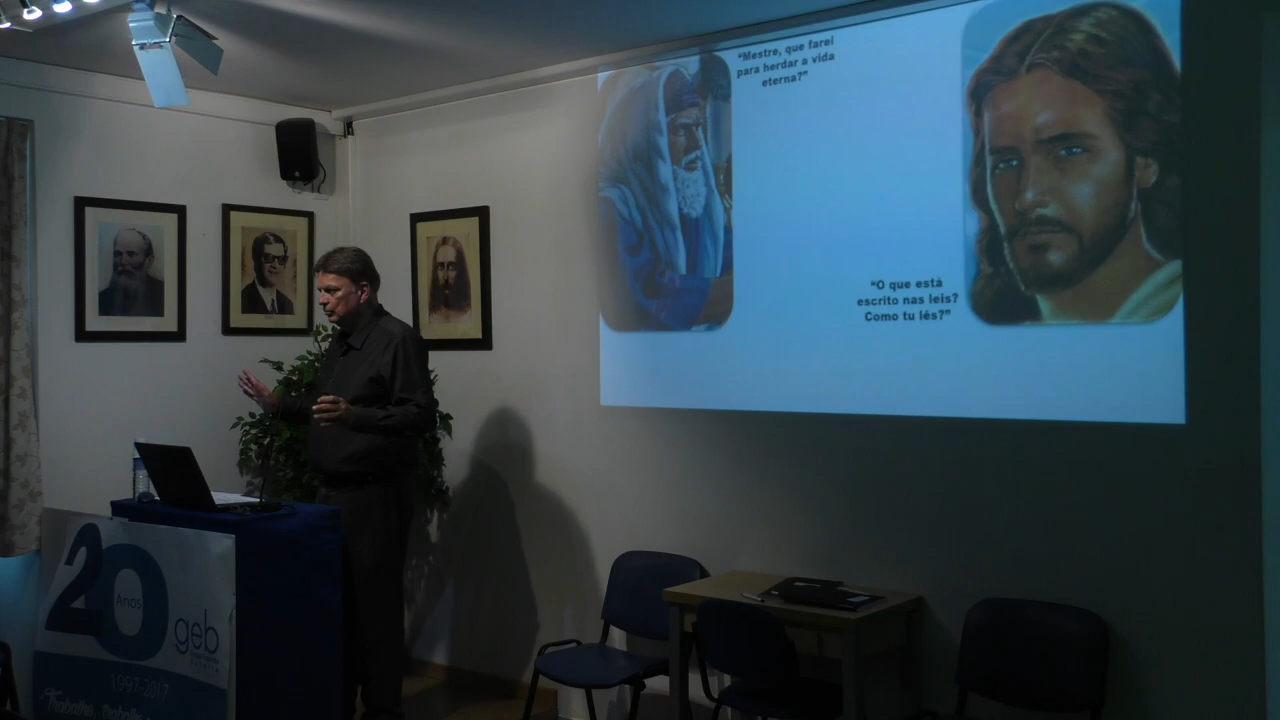 “Mestre, que farei
para herdar a vida
eterna?”
“O que está
escrito nas leis?
Como tu lês?”
20
Anos
geb
1997-2017
Trabalho,